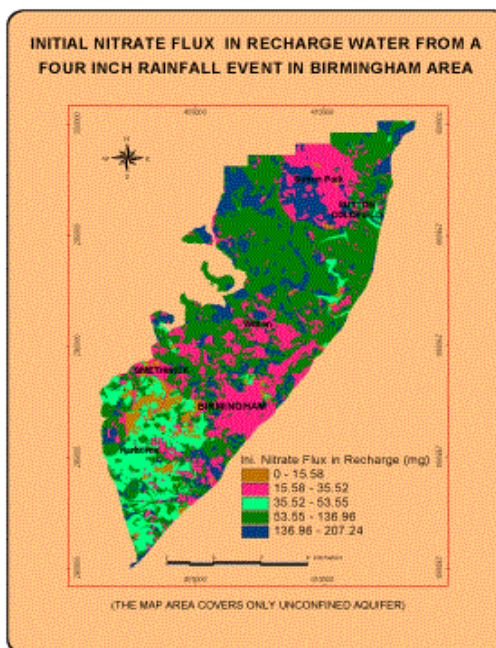 INITIAL NITRATE FLUX IN RECHARGE WATER FROM A
FOUR INCH RAINFALL EVENT IN BIRMINGHAM AREA
Sutton Park
SUTTON
Witton
SMETHWICK
BIRMINGHAM
Ini. Nitrate Flux in Recharge (mg)
0 - 15.58
15.58 - 35.52
35.52 - 53.55
53.55 - 136.96
136.96 - 207.24
(THE MAP AREA COVERS ONLY UNCONFINED AQUIFER)